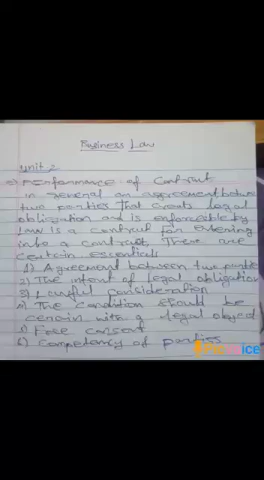 Business Law
Unit 2
Performance of Contract
in general an agreement between
two parties that creats legal
obligation and is enforceible by
law is a contract for entering
into a contract. There are
certain essentials
1) Agreement between two parties
2) The intent of legal obligation
3) Lawful consideration
4) The condition should be
cerain with a legal object
5) Free consent
6) Competency of parties